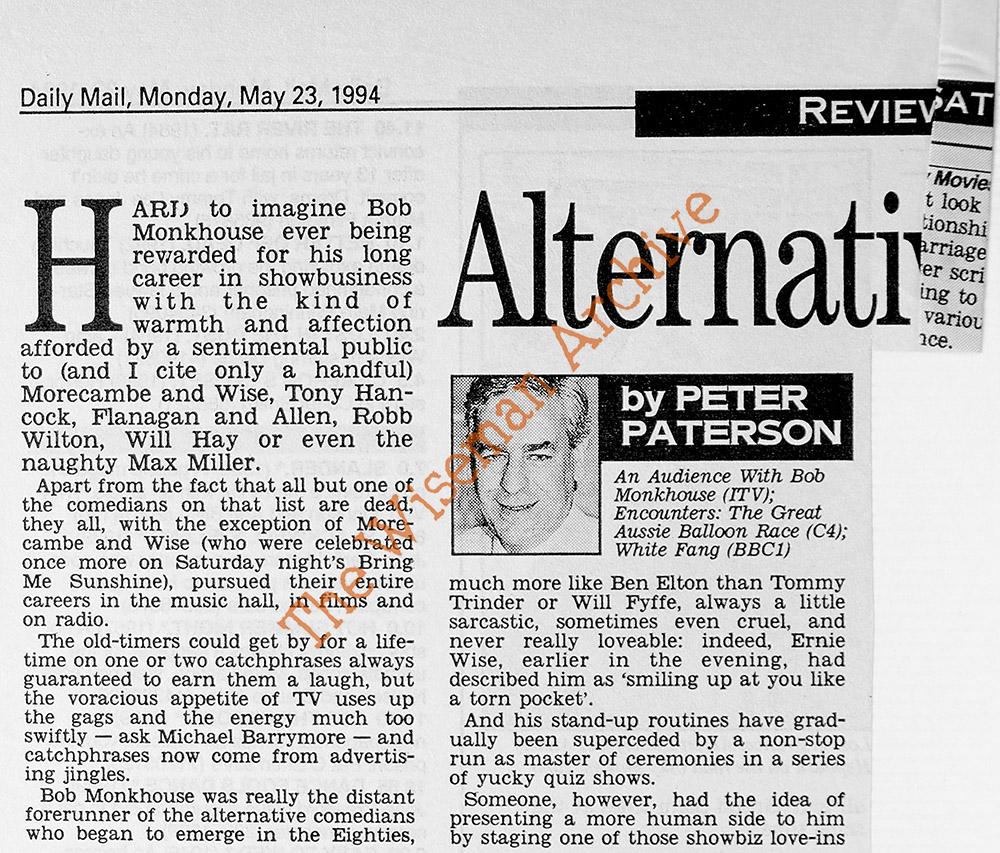 Daily Mail, Monday, May 23, 1994
REVIEW
SAT
Movie
t look
tionshi
arriage
er scri
ing to
variou
nce.
Alternati
HARD to imagine Bob
Monkhouse ever being
rewarded for his long
career in showbusiness
with the kind of
warmth and affection
afforded by a sentimental public
to (and I cite only a handful)
Morecambe and Wise, Tony Han-
cock, Flanagan and Allen, Robb
Wilton, Will Hay or even the
naughty Max Miller.
Apart from the fact that all but one of
the comedians on that list are dead,
they all, with the exception of More-
cambe and Wise (who were celebrated
once more on Saturday night's Bring
Me Sunshine), pursued their entire
careers in the music hall, in films and
on radio.
The old-timers could get by for a life-
time on one or two catchphrases always
guaranteed to earn them a laugh, but
the voracious appetite of TV uses up
the gags and the energy much too
swiftly — ask Michael Barrymore — and
catchphrases now come from advertis-
ing jingles.
Bob Monkhouse was really the distant
forerunner of the alternative comedians
who began to emerge in the Eighties,
by PETER
PATERSON
An Audience With Bob
Monkhouse (ITV);
Encounters: The Great
Aussie Balloon Race (C4);
White Fang (BBC1)
much more like Ben Elton than Tommy
Trinder or Will Fyffe, always a little
sarcastic, sometimes even cruel, and
never really loveable: indeed, Ernie
Wise, earlier in the evening, had
described him as 'smiling up at you like
a torn pocket'.
And his stand-up routines have grad-
ually been superceded by a non-stop
run as master of ceremonies in a series
of yucky quiz shows.
Someone, however, had the idea of
presenting a more human side to him
by staging one of those showbiz love-ins
The Wiseman Archive